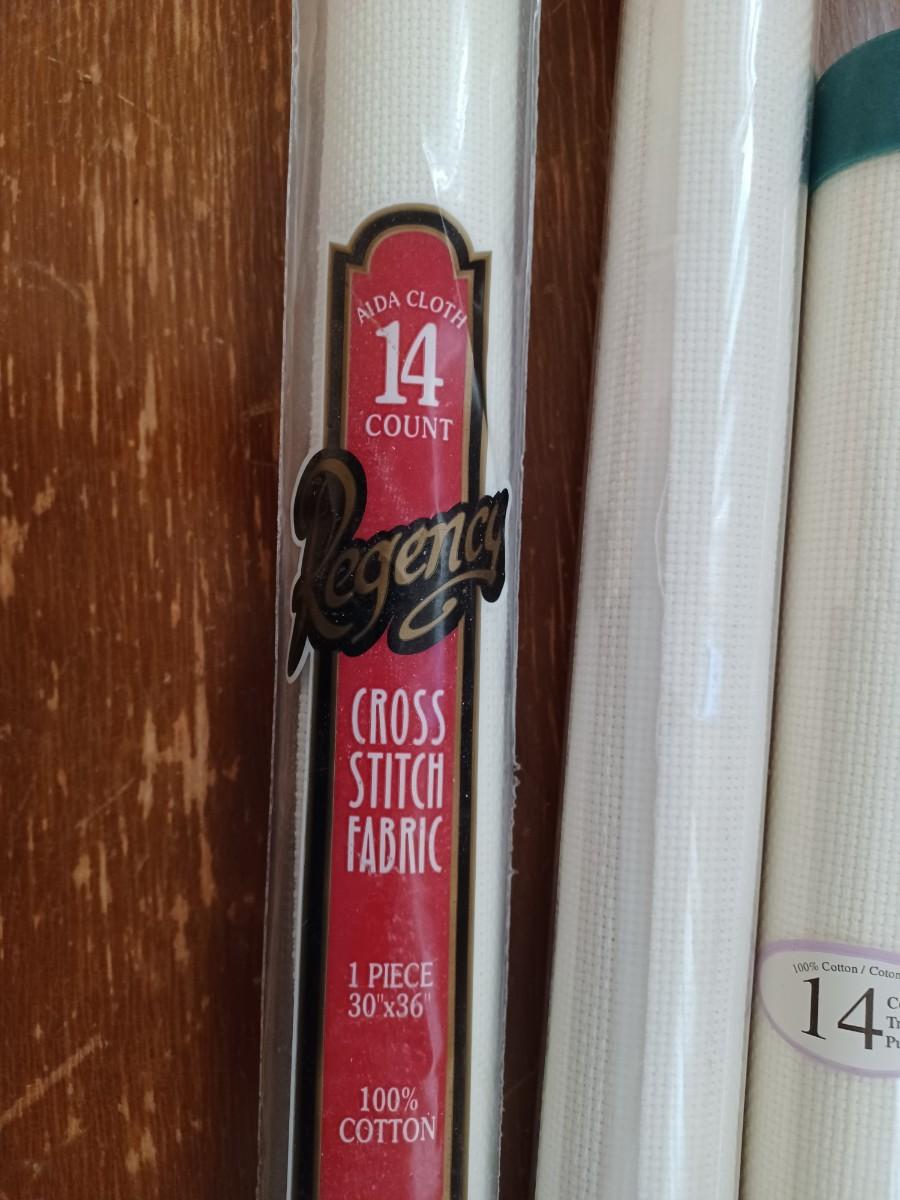 AIDA CLOTH
14
COUNT
Regency
CROSS
STITCH
FABRIC
1 PIECE
30"x36"
100%
COTTON
100% Cotton / Coton
14